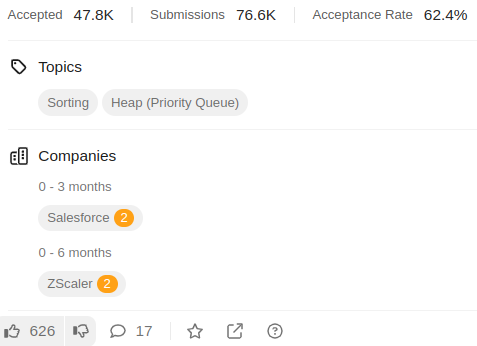 Accepted 47.8K Submissions 76.6K Acceptance Rate 62.4%
Topics
Sorting Heap (Priority Queue)
Companies
0 - 3 months
Salesforce 2
0 - 6 months
ZScaler 2
626 17